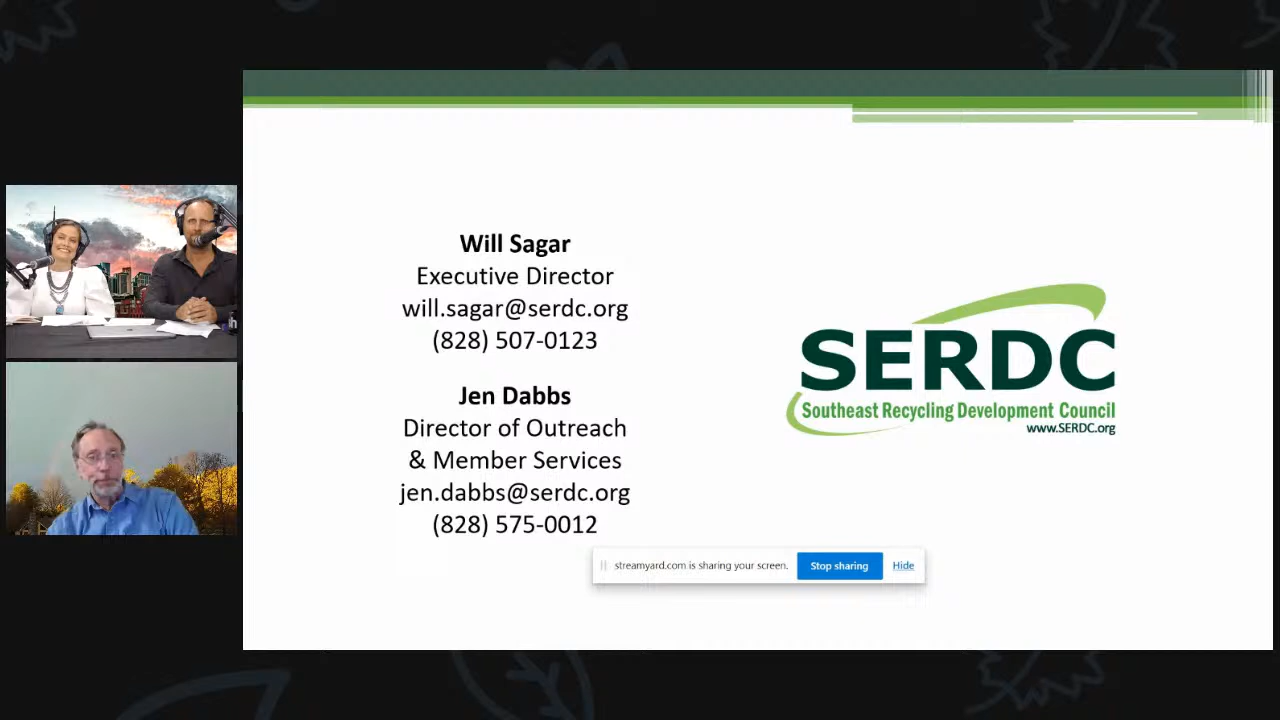 Will Sagar
Executive Director
will.sagar@serdc.org
(828) 507-0123
Jen Dabbs
Director of Outreach
& Member Services
jen.dabbs@serdc.org
(828) 575-0012
SERDC
Southeast Recycling Development Council
www.SERDC.org
streamyard.com is sharing your screen.
Stop sharing
Hide